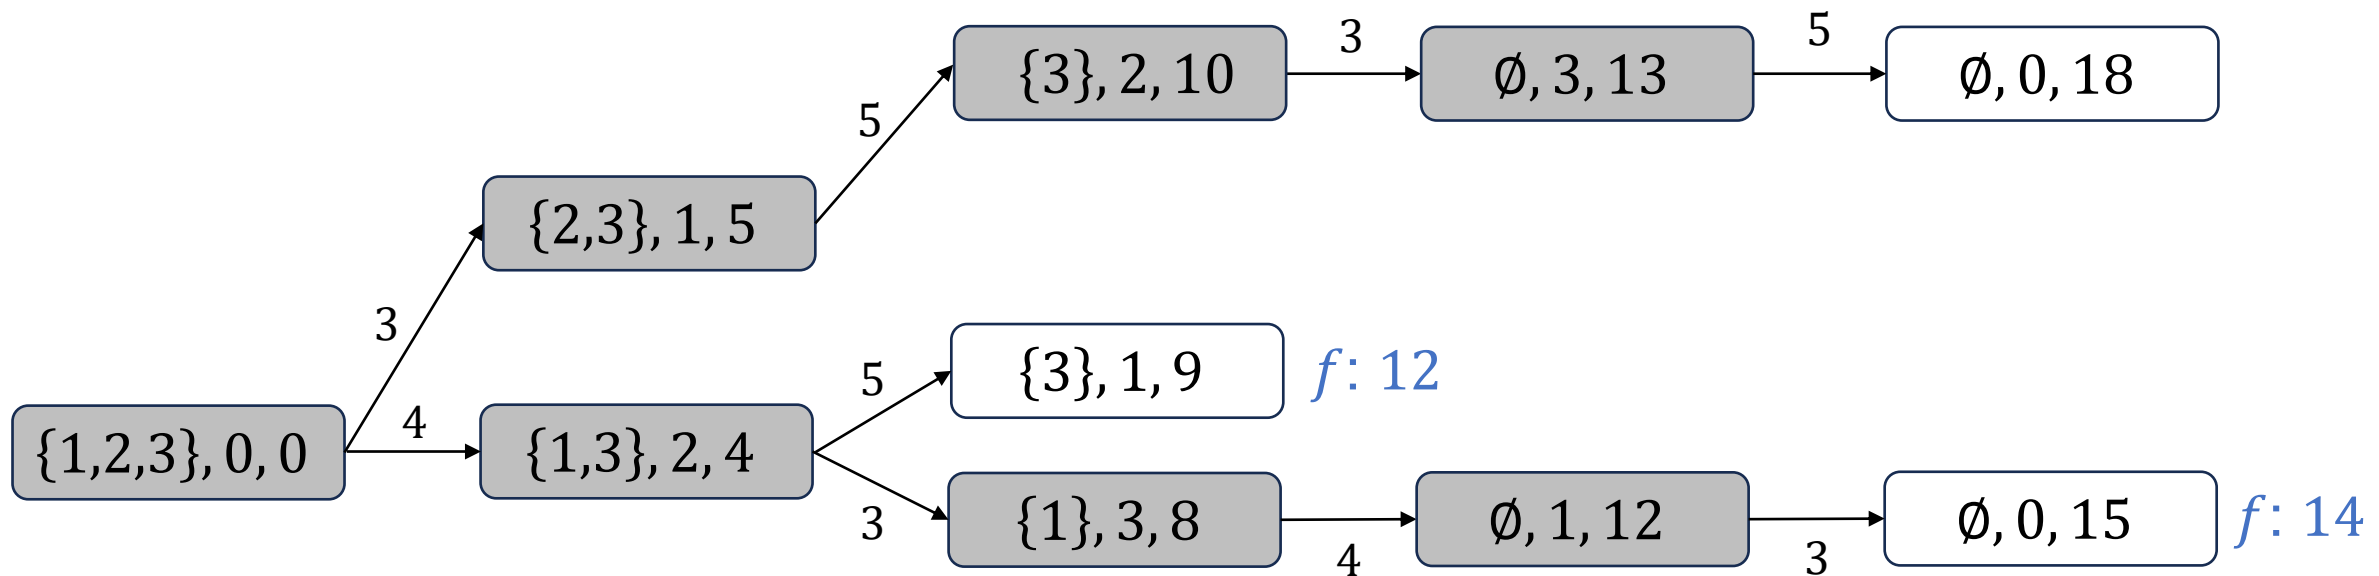 5
3
{3}, 2, 10
∅, 3, 13
∅, 0, 18
5
{2,3}, 1, 5
3
5
{3}, 1, 9
f: 12
4
{1,2,3}, 0, 0
{1,3}, 2, 4
3
{1}, 3, 8
∅, 1, 12
∅, 0, 15
f: 14
4
3